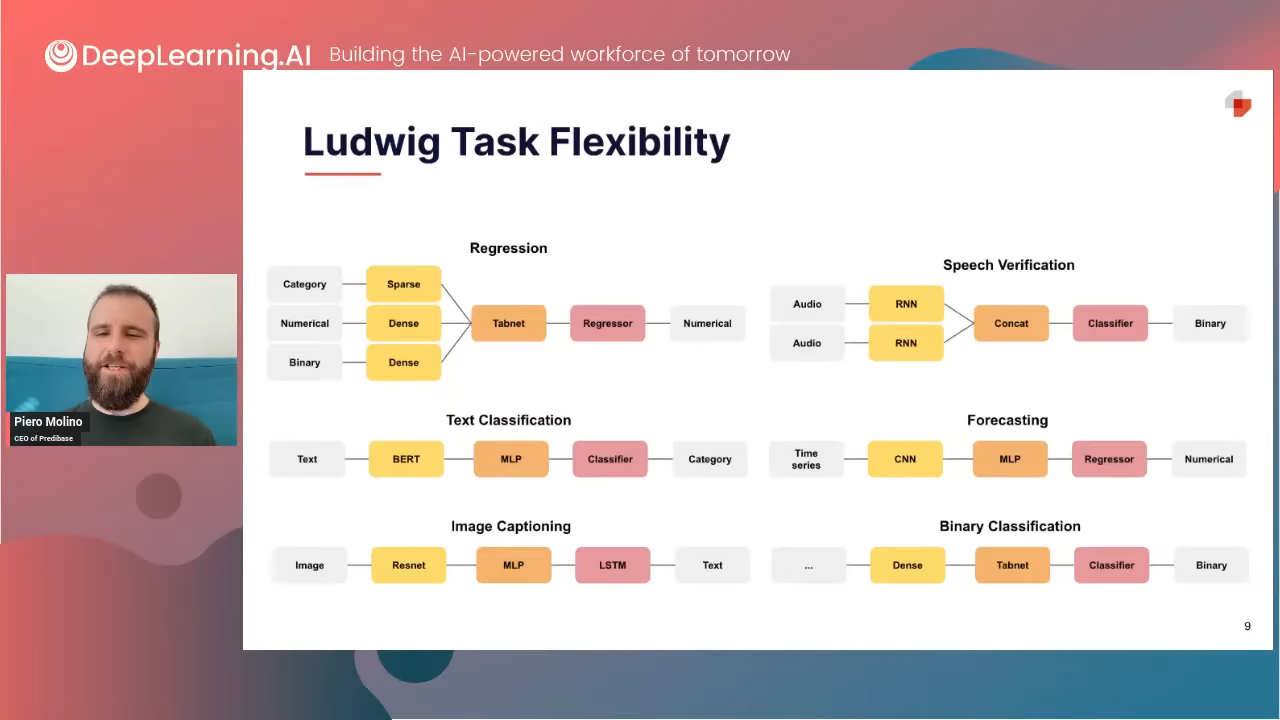 DeepLearning.AI Building the AI-powered workforce of tomorrow
Ludwig Task Flexibility
Regression
Category Sparse
Numerical Dense Tabnet Regressor Numerical
Binary Dense
Speech Verification
Audio RNN
Concat Classifier Binary
Audio RNN
Text Classification
Text BERT MLP Classifier Category
Forecasting
Time
series CNN MLP Regressor Numerical
Image Captioning
Image Resnet MLP LSTM Text
Binary Classification
... Dense Tabnet Classifier Binary
Piero Molino
CEO of Predibase
9